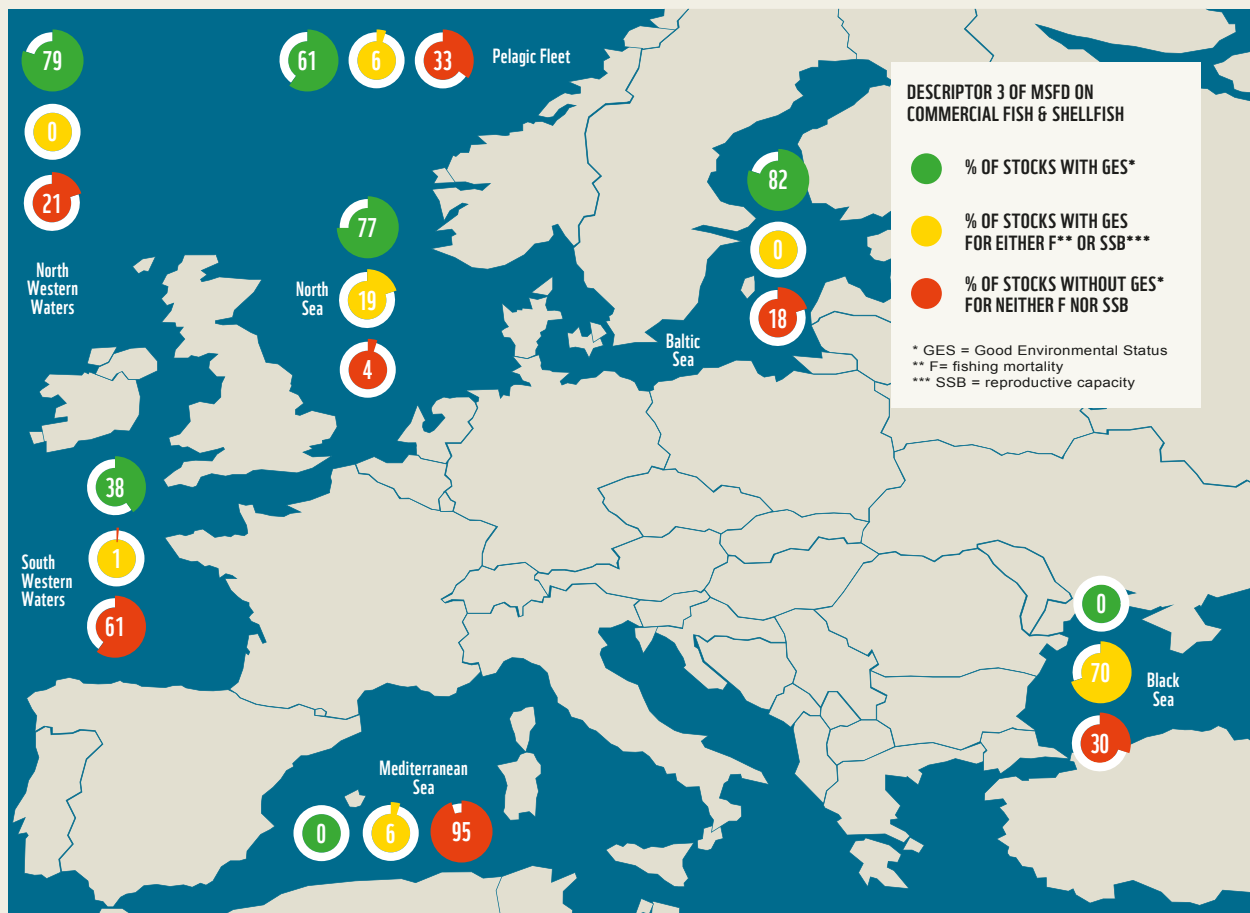 79
0
21
North
Western
Waters
61
6
33
Pelagic Fleet
77
19
4
North
Sea
82
0
18
Baltic
Sea
DESCRIPTOR 3 OF MSFD ON
COMMERCIAL FISH & SHELLFISH
% OF STOCKS WITH GES*
% OF STOCKS WITH GES
FOR EITHER F** OR SSB***
% OF STOCKS WITHOUT GES*
FOR NEITHER F NOR SSB
* GES = Good Environmental Status
** F= fishing mortality
*** SSB = reproductive capacity
38
1
61
South
Western
Waters
0
70
30
Black
Sea
Mediterranean
Sea
0
6
95